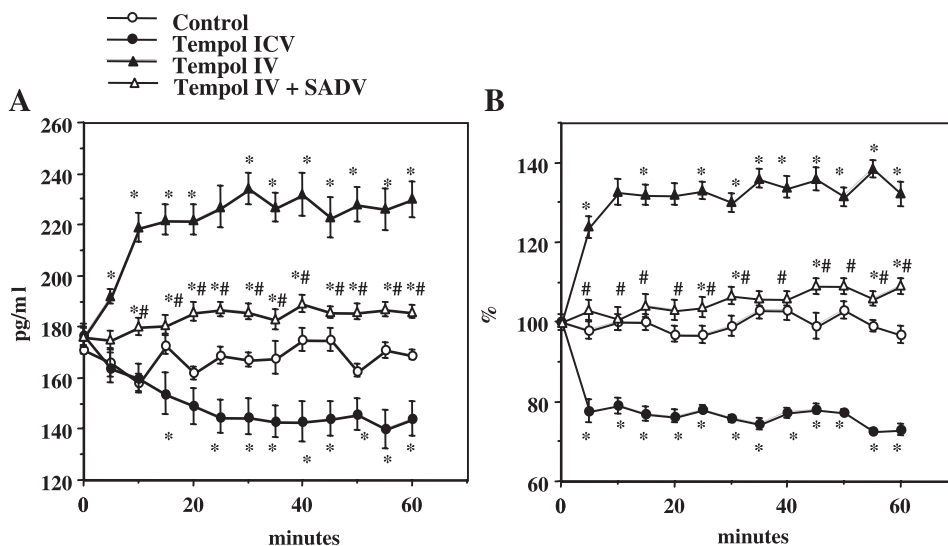 Control
Tempol ICV
Tempol IV
Tempol IV + SADV
A
B
260
240
220
200
180
160
140
120
pg/ml
* * * * * * * * * * * *
*# *# *# *# *# *# *# *# *# *# *#
* * * * * * * * *
0 20 40 60
minutes
140
120
100
80
60
%
* * * * * * * * * *
# # # # *# *# # *# # *# *#
* * * * * * * * * * * *
0 20 40 60
minutes